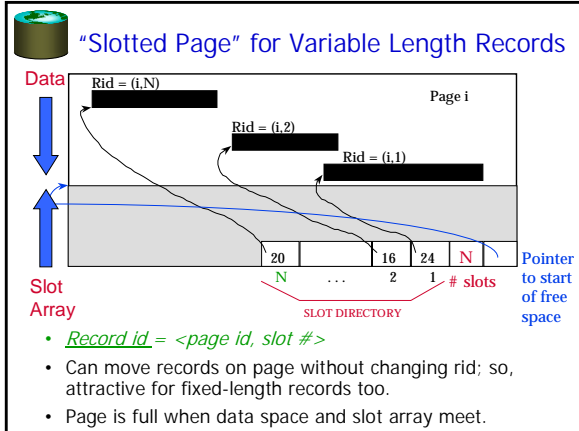 “Slotted Page” for Variable Length Records
Data
Rid = (i,N)
Page i
Rid = (i,2)
Rid = (i,1)
20
16
24
N
Pointer to start of free space
N
. . .
2
1
# slots
Slot Array
SLOT DIRECTORY
• Record id = <page id, slot #>
• Can move records on page without changing rid; so,
attractive for fixed-length records too.
• Page is full when data space and slot array meet.